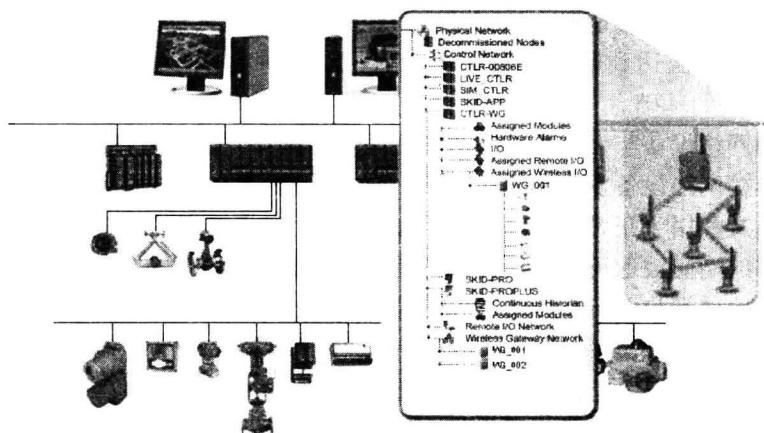 Physical Network
Decommissioned Nodes
Control Network
CTLR-00806E
LIVE_CTLR
SIM_CTLR
SKID-APP
CTLR-WG
Assigned Modules
Hardware Alarms
I/O
Assigned Remote I/O
Assigned Wireless I/O
WG_001
SKID-PRO
SKID-PROPLUS
Continuous Historian
Assigned Modules
Remote I/O Network
Wireless Gateway Network
WG_001
WG_002